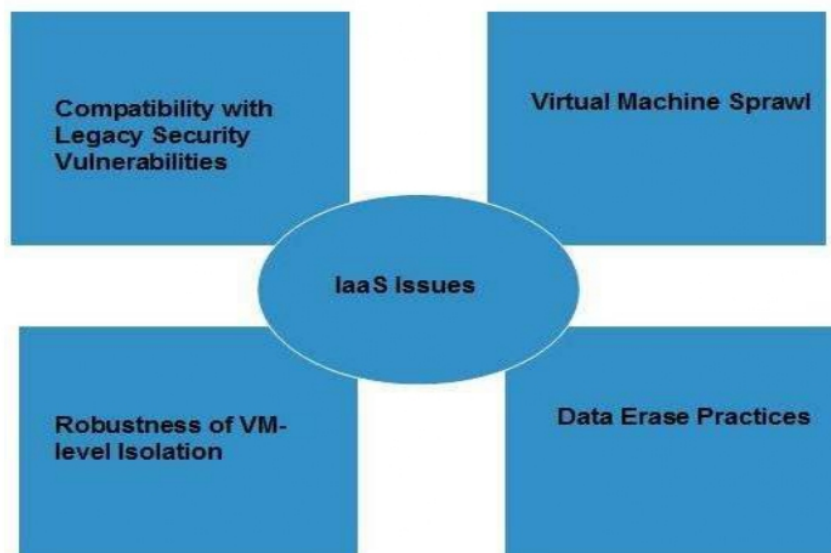 Compatibility with
Legacy Security
Vulnerabilities
Virtual Machine Sprawl
IaaS Issues
Robustness of VM-
level Isolation
Data Erase Practices